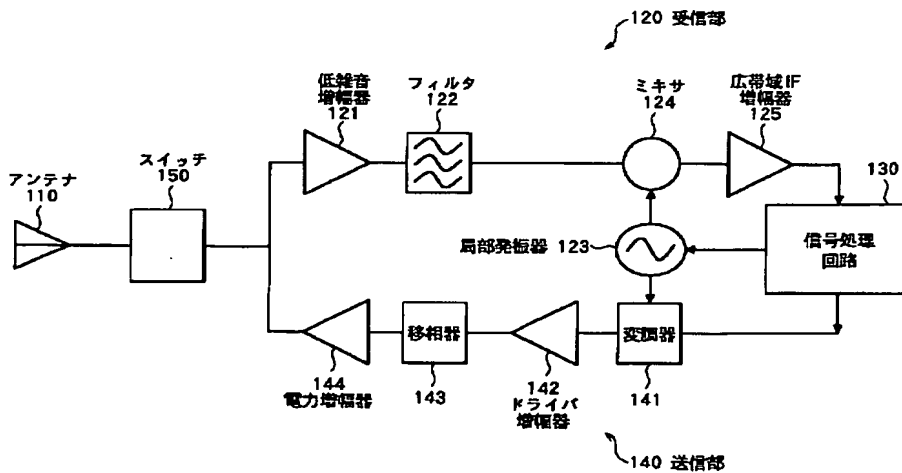 120 受信部
低雑音
増幅器
121
フィルタ
122
ミキサ
124
広帯域IF
増幅器
125
アンテナ
110
スイッチ
150
130
信号処理
回路
局部発振器 123
移相器
変調器
144
電力増幅器
143
142
ドライバ
増幅器
141
140 送信部